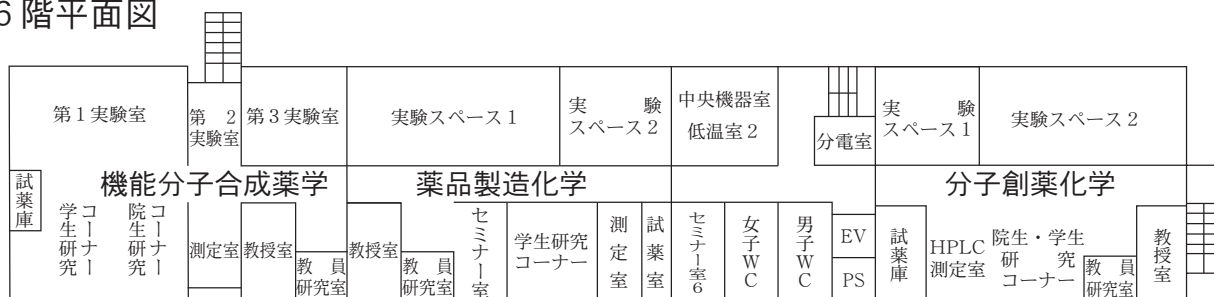 6階平面図
第1実験室
第 2
実験室
第3実験室
実験スペース1
実 験
スペース2
中央機器室
低温室2
分電室
実 験
スペース1
実験スペース2
機能分子合成薬学
薬品製造化学
分子創薬化学
試薬庫
学生研究
コーナー
院生研究
コーナー
測定室
教授室
教 員
研究室
教授室
教 員
研究室
セミナー室
学生研究
コーナー
測定室
試薬室
セミナー室6
女子WC
男子WC
EV
PS
試薬庫
HPLC
測定室
院生・学生
研 究
コーナー
教 員
研究室
教授室